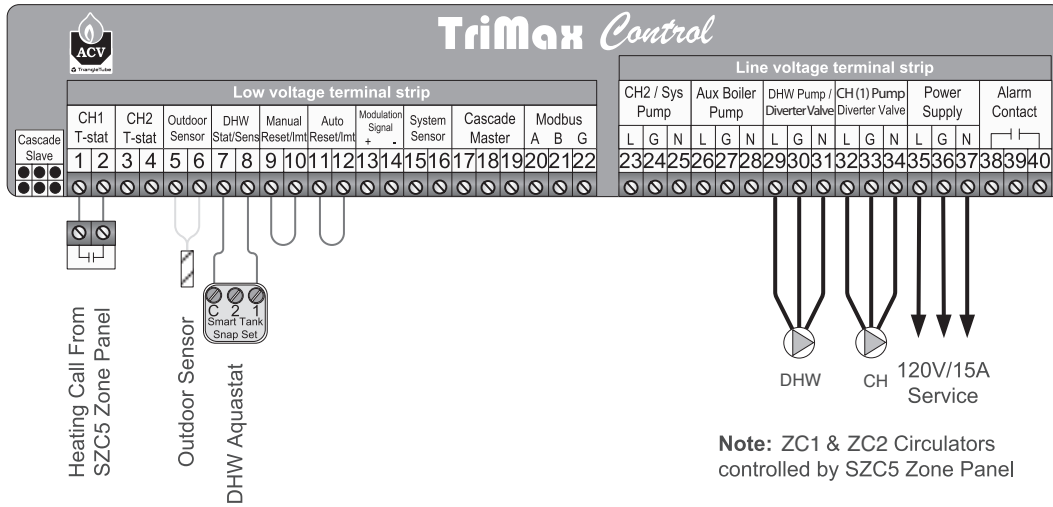 TriMax Control
ACV
TriangleTube
Low voltage terminal strip
Line voltage terminal strip
Cascade Slave
CH1 T-stat
CH2 T-stat
Outdoor Sensor
DHW Stat/Sens
Manual Reset/lmt
Auto Reset/lmt
Modulation Signal + -
System Sensor
Cascade Master
Modbus A B G
CH2 / Sys Pump
Aux Boiler Pump
DHW Pump / Diverter Valve
CH (1) Pump Diverter Valve
Power Supply
Alarm Contact
L G N L G N L G N L G N L G N
1 2 3 4 5 6 7 8 9 10 11 12 13 14 15 16 17 18 19 20 21 22
23 24 25 26 27 28 29 30 31 32 33 34 35 36 37 38 39 40
Heating Call From
SZC5 Zone Panel
Outdoor Sensor
C 2 1
Smart Tank
Snap Set
DHW Aquastat
DHW
CH
120V/15A
Service
Note: ZC1 & ZC2 Circulators
controlled by SZC5 Zone Panel